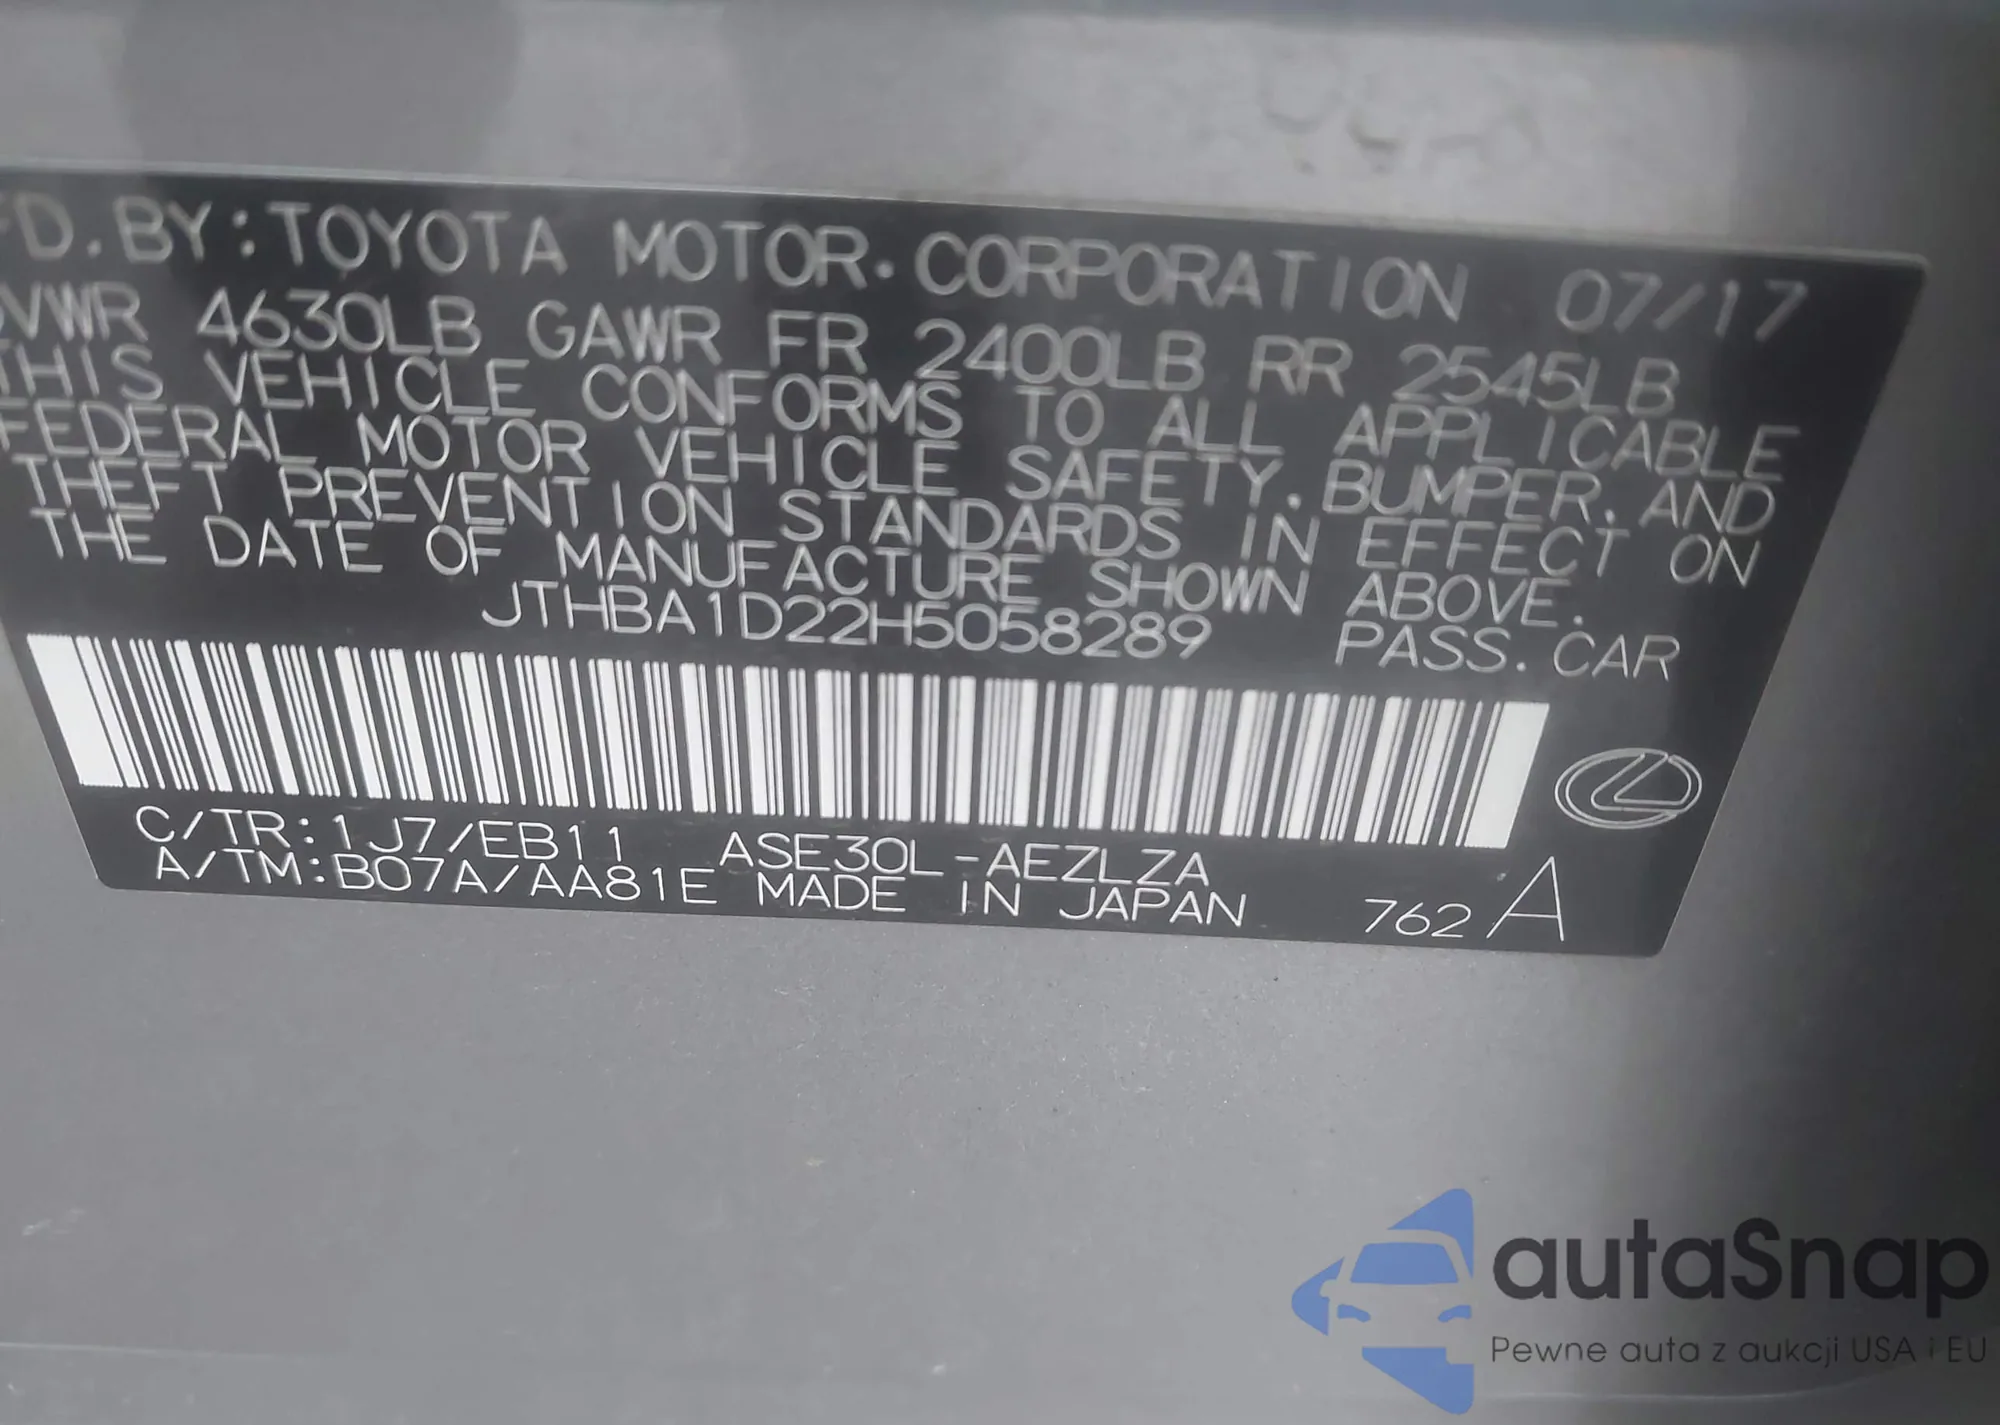 FD. BY: TOYOTA MOTOR. CORPORATION 07/17
GVWR 4630LB GAWR FR 2400LB RR 2545LB
THIS VEHICLE CONFORMS TO ALL APPLICABLE
FEDERAL MOTOR VEHICLE SAFETY, BUMPER, AND
THEFT PREVENTION STANDARDS IN EFFECT ON
THE DATE OF MANUFACTURE SHOWN ABOVE.
JTHBA1D22H5058289 PASS. CAR
C/TR:1J7/EB11 ASE30L-AEZLZA
A/TM:B07A/AA81E MADE IN JAPAN 762 A
autaSnap
Pewne auta z aukcji USA i EU